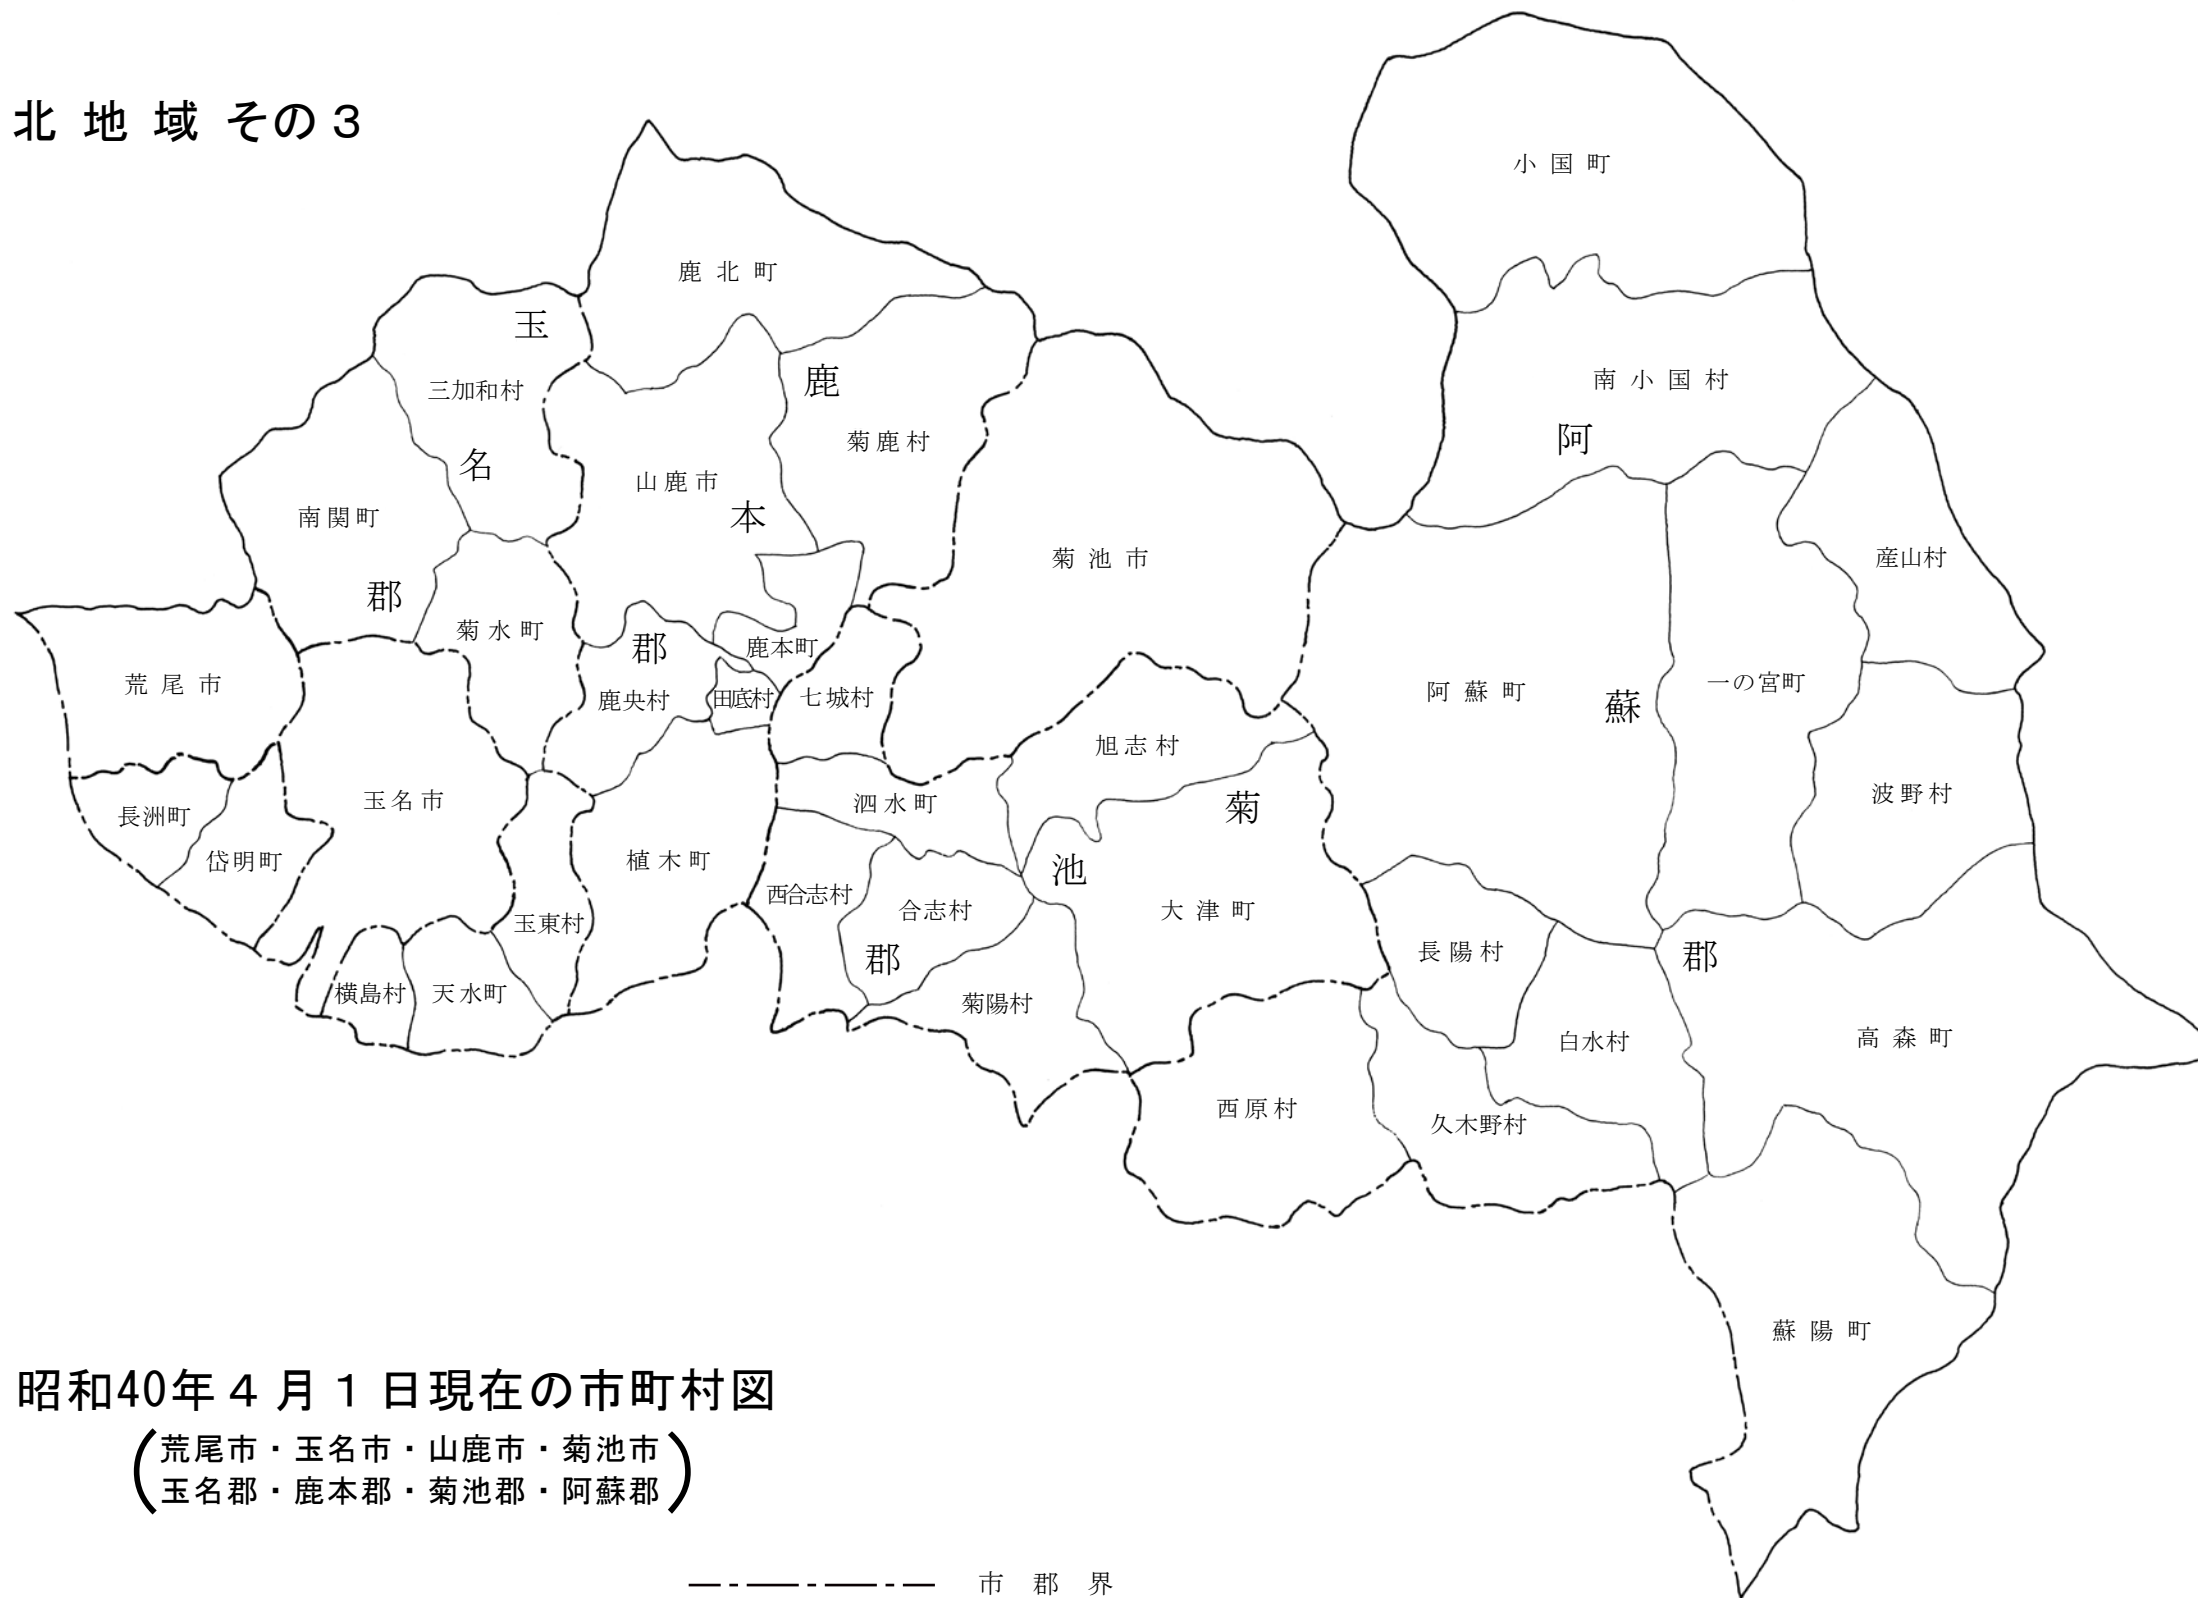 北地域 その３
小国町
鹿北町
玉
南小国村
鹿
三加和村
阿
菊鹿村
名
山鹿市
南関町
本
菊池市
産山村
郡
菊水町
郡
鹿本町
荒尾市
一の宮町
阿蘇町
鹿央村
田底村
七城村
蘇
旭志村
波野村
玉名市
泗水町
菊
長洲町
岱明町
植木町
池
西合志村
合志村
大津町
玉東村
長陽村
郡
郡
横島村
天水町
菊陽村
高森町
白水村
西原村
久木野村
蘇陽町
昭和40年４月１日現在の市町村図
荒尾市・玉名市・山鹿市・菊池市
玉名郡・鹿本郡・菊池郡・阿蘇郡
市郡界